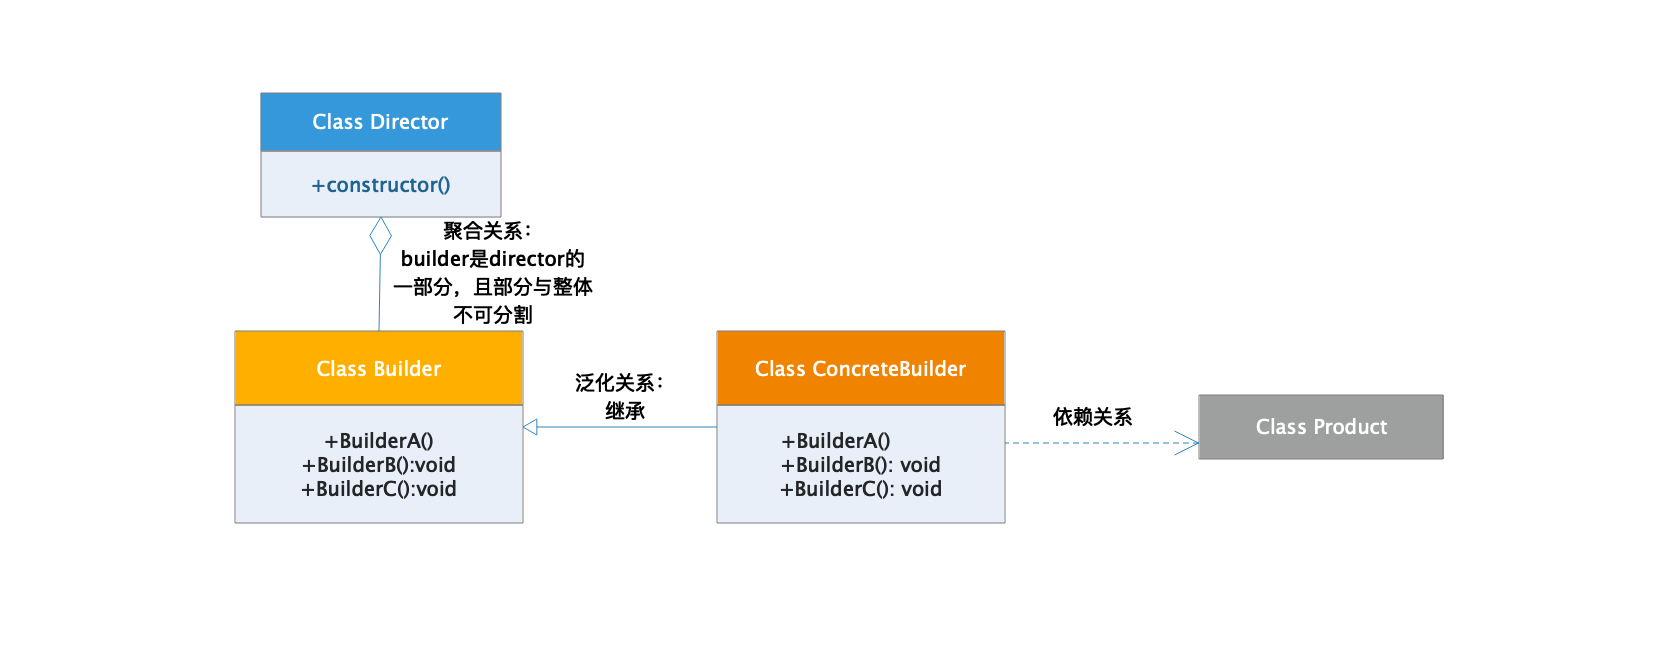 Class Director
+constructor()
聚合关系：
builder是director的
一部分，且部分与整体
不可分割
Class Builder
+BuilderA()
+BuilderB():void
+BuilderC():void
泛化关系：
继承
Class ConcreteBuilder
+BuilderA()
+BuilderB(): void
+BuilderC(): void
依赖关系
Class Product